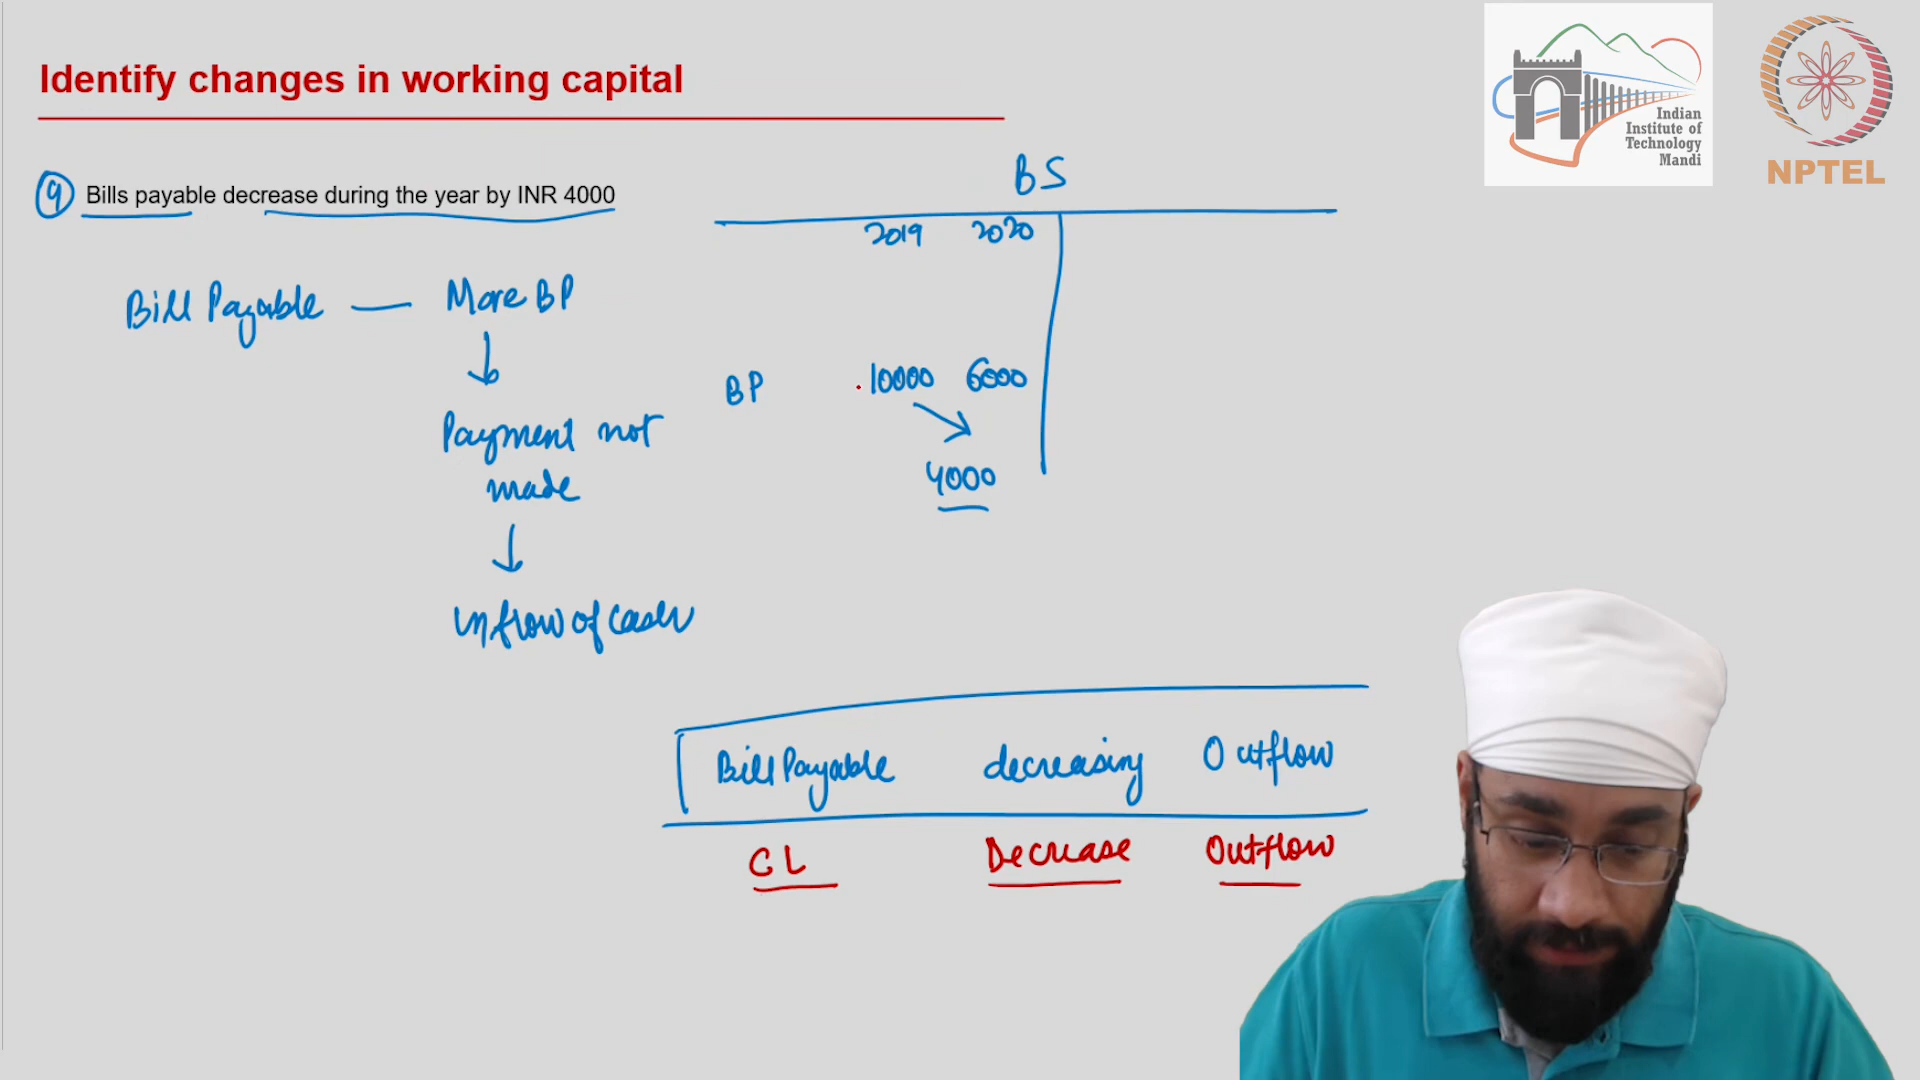 Identify changes in working capital
Indian
Institute of
Technology
Mandi
NPTEL
9 Bills payable decrease during the year by INR 4000
BS
2019 2020
Bill Payable — More BP
BP 10000 6000
Payment not
made
4000
inflow of cash
Bill Payable decreasing Outflow
CL Decrease Outflow